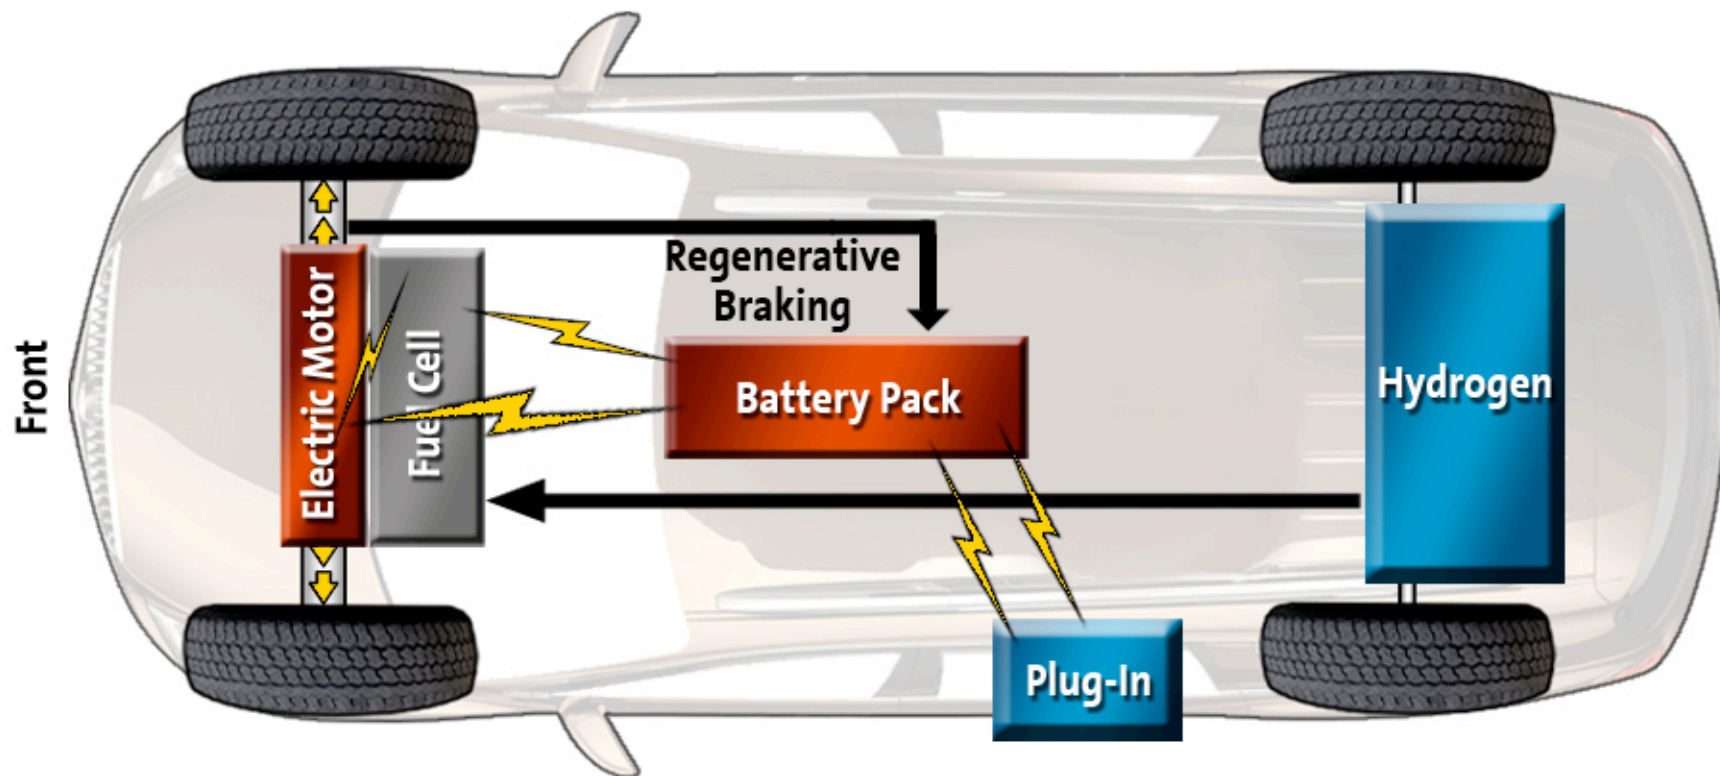 Front
Electric Motor
Fuel Cell
Regenerative
Braking
Battery Pack
Hydrogen
Plug-In